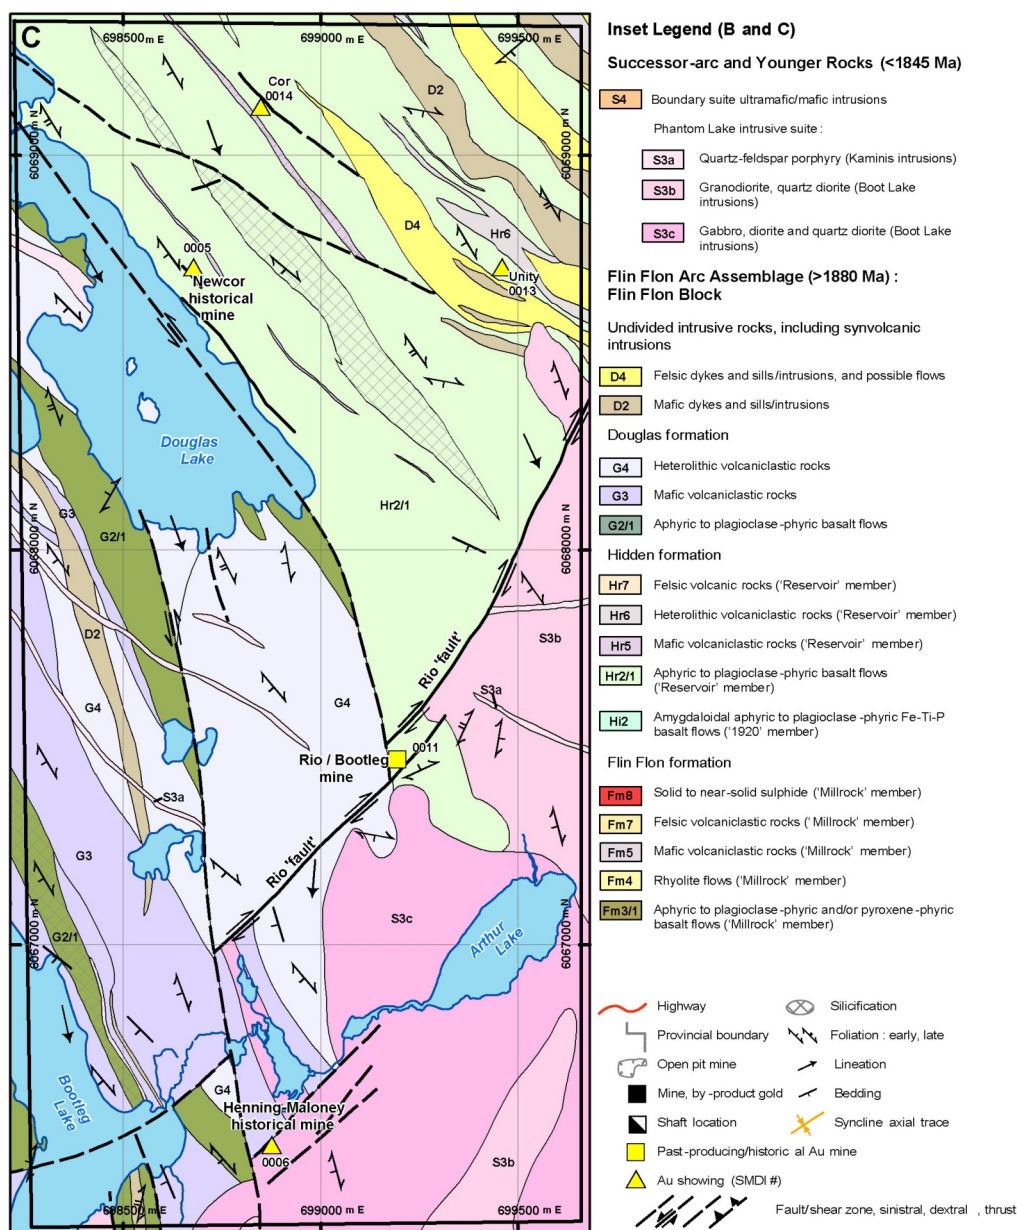 C
698500 m E
699000 m E
699500 m E
6069000 m N
6069000 m N
Cor
0014
D2
D4
Hr6
0005
Newcor
historical
mine
Unity
0013
Douglas
Lake
G3
G2/1
Hr2/1
6068000 m N
6068000 m N
D2
S3b
Rio 'fault'
S3a
G4
G4
0011
Rio / Bootleg
mine
S3a
G3
Rio 'fault'
S3c
Arthur
Lake
G2/1
6067000 m N
6067000 m N
Bootleg
Lake
G4
Henning-Maloney
historical mine
0006
S3b
698500 m E
699000 m E
699500 m E
Inset Legend (B and C)
Successor-arc and Younger Rocks (<1845 Ma)
S4 Boundary suite ultramafic/mafic intrusions
Phantom Lake intrusive suite :
S3a Quartz-feldspar porphyry (Kaminis intrusions)
S3b Granodiorite, quartz diorite (Boot Lake
intrusions)
S3c Gabbro, diorite and quartz diorite (Boot Lake
intrusions)
Flin Flon Arc Assemblage (>1880 Ma) :
Flin Flon Block
Undivided intrusive rocks, including synvolcanic
intrusions
D4 Felsic dykes and sills/intrusions, and possible flows
D2 Mafic dykes and sills/intrusions
Douglas formation
G4 Heterolithic volcaniclastic rocks
G3 Mafic volcaniclastic rocks
G2/1 Aphyric to plagioclase -phyric basalt flows
Hidden formation
Hr7 Felsic volcanic rocks ('Reservoir' member)
Hr6 Heterolithic volcaniclastic rocks ('Reservoir' member)
Hr5 Mafic volcaniclastic rocks ('Reservoir' member)
Hr2/1 Aphyric to plagioclase -phyric basalt flows
('Reservoir' member)
Hi2 Amygdaloidal aphyric to plagioclase -phyric Fe-Ti-P
basalt flows ('1920' member)
Flin Flon formation
Fm8 Solid to near-solid sulphide ('Millrock' member)
Fm7 Felsic volcaniclastic rocks ('Millrock' member)
Fm5 Mafic volcaniclastic rocks ('Millrock' member)
Fm4 Rhyolite flows ('Millrock' member)
Fm3/1 Aphyric to plagioclase -phyric and/or pyroxene -phyric
basalt flows ('Millrock' member)
Highway
Silicification
Provincial boundary
Foliation : early, late
Open pit mine
Lineation
Mine, by -product gold
Bedding
Shaft location
Syncline axial trace
Past-producing/historic al Au mine
Au showing (SMDI #)
Fault/shear zone, sinistral, dextral , thrust